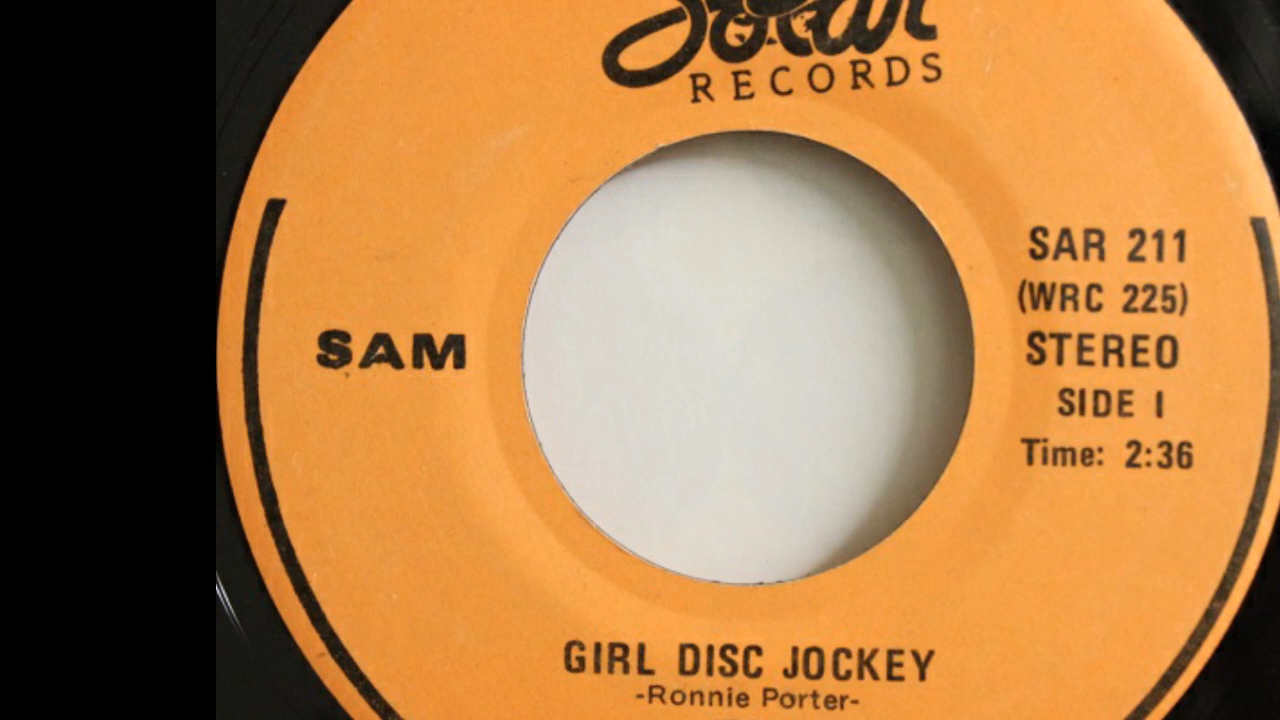 RECORDS
SAM
SAR 211
(WRC 225)
STEREO
SIDE I
Time: 2:36
GIRL DISC JOCKEY
-Ronnie Porter-